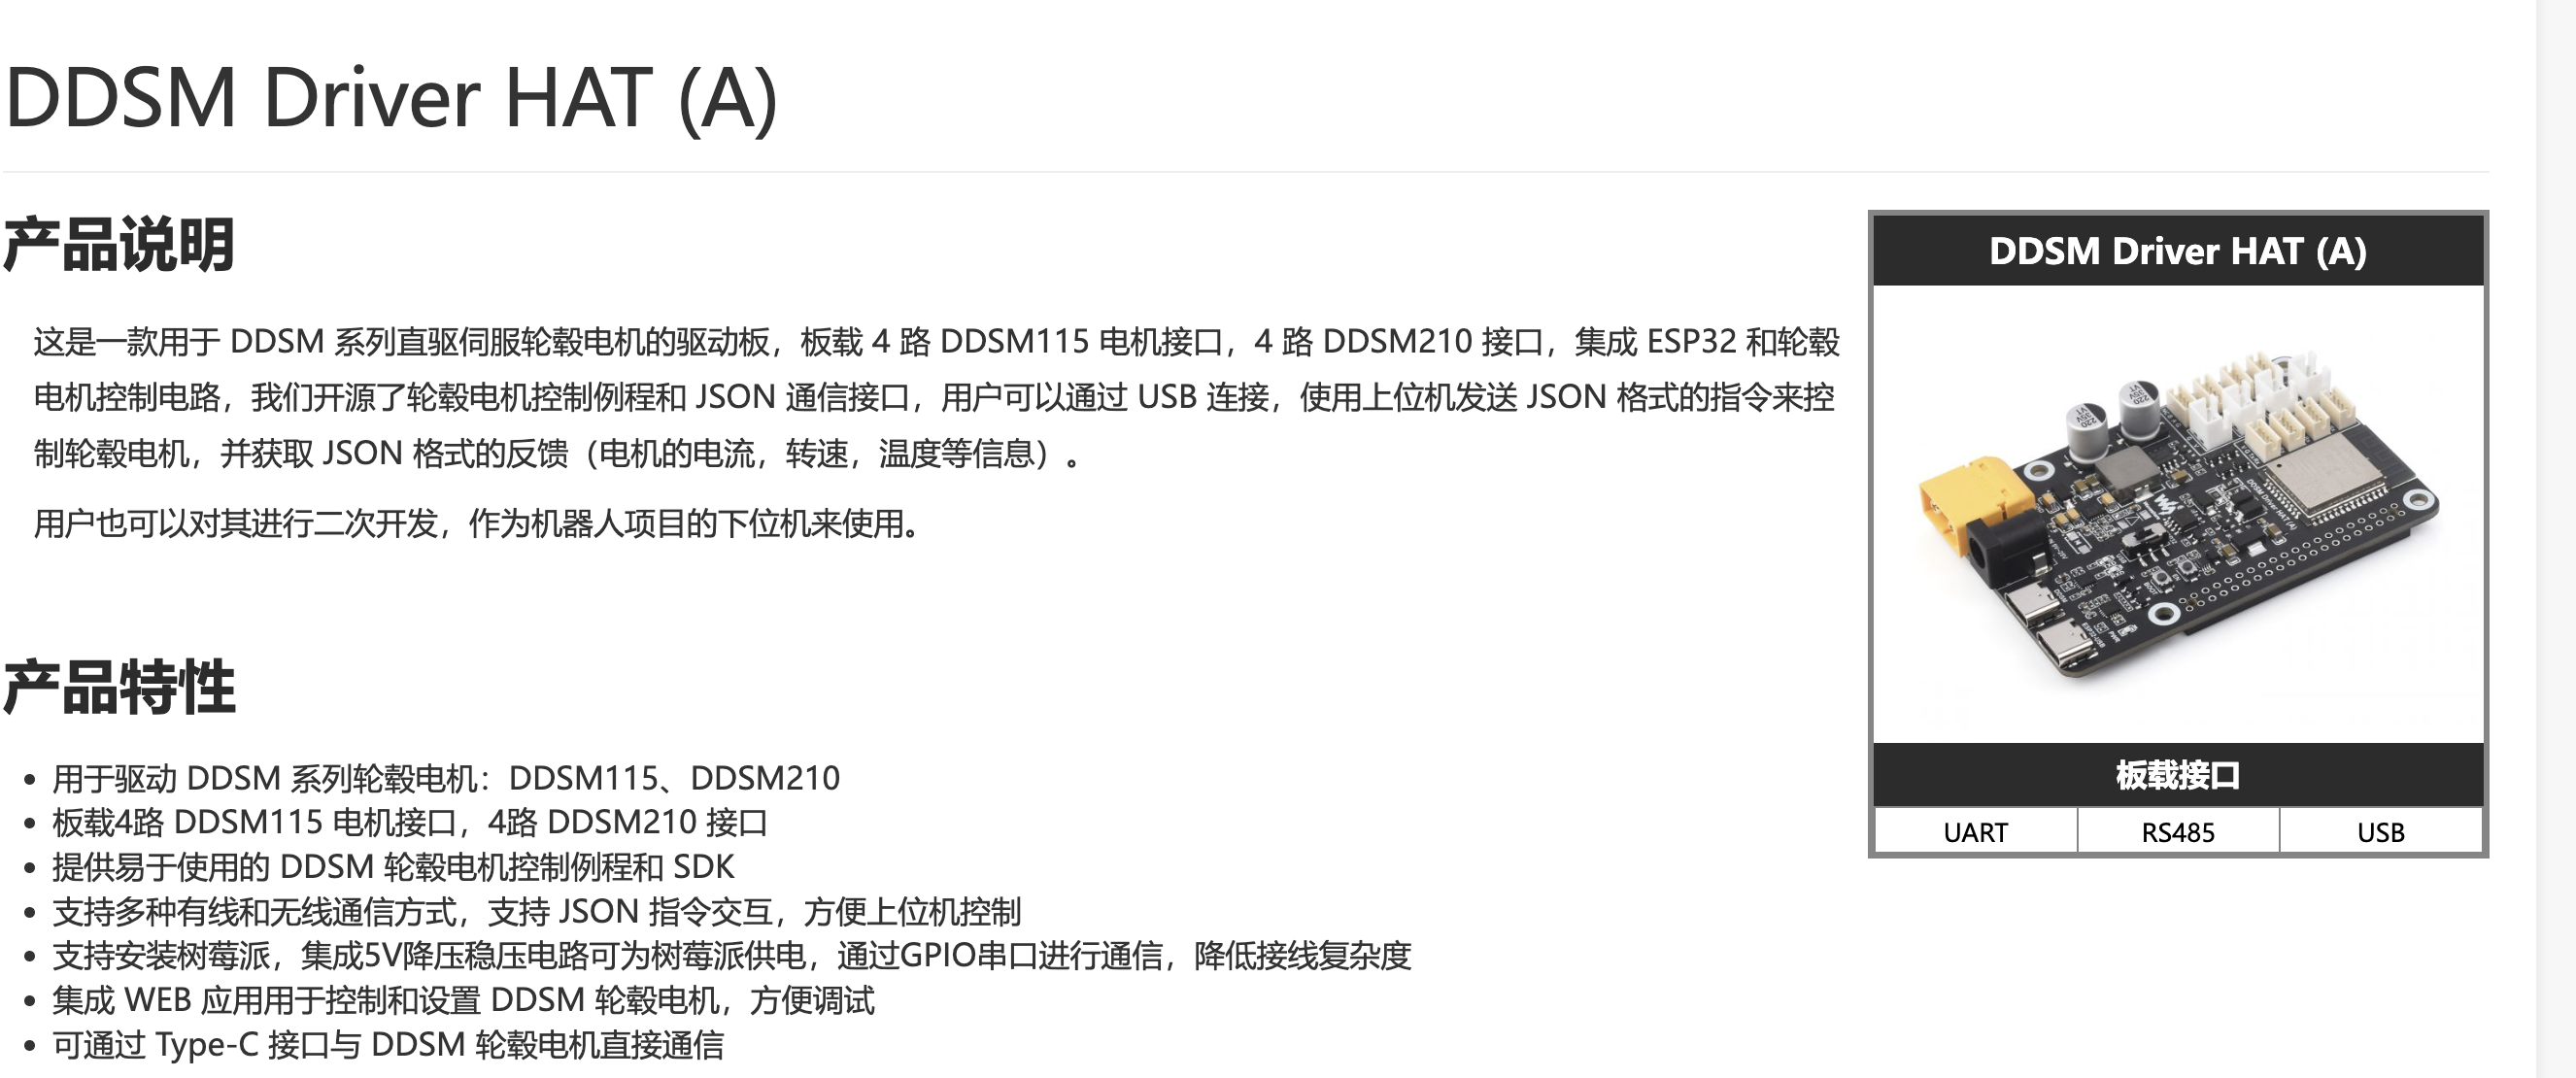 DDSM Driver HAT (A)
产品说明
这是一款用于 DDSM 系列直驱伺服轮毂电机的驱动板，板载 4 路 DDSM115 电机接口，4 路 DDSM210 接口，集成 ESP32 和轮毂
电机控制电路，我们开源了轮毂电机控制例程和 JSON 通信接口，用户可以通过 USB 连接，使用上位机发送 JSON 格式的指令来控
制轮毂电机，并获取 JSON 格式的反馈（电机的电流，转速，温度等信息）。
用户也可以对其进行二次开发，作为机器人项目的下位机来使用。
产品特性
• 用于驱动 DDSM 系列轮毂电机：DDSM115、DDSM210
• 板载4路 DDSM115 电机接口，4路 DDSM210 接口
• 提供易于使用的 DDSM 轮毂电机控制例程和 SDK
• 支持多种有线和无线通信方式，支持 JSON 指令交互，方便上位机控制
• 支持安装树莓派，集成5V降压稳压电路可为树莓派供电，通过GPIO串口进行通信，降低接线复杂度
• 集成 WEB 应用用于控制和设置 DDSM 轮毂电机，方便调试
• 可通过 Type-C 接口与 DDSM 轮毂电机直接通信
DDSM Driver HAT (A)
220
35V
VT
220
35V
VT
DDSM Driver HAT (A)
板载接口
UART RS485 USB